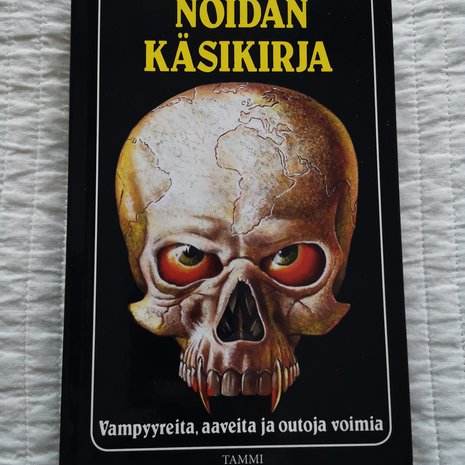 NOIDAN
KÄSIKIRJA
Vampyyreita, aaveita ja outoja voimia
TAMMI